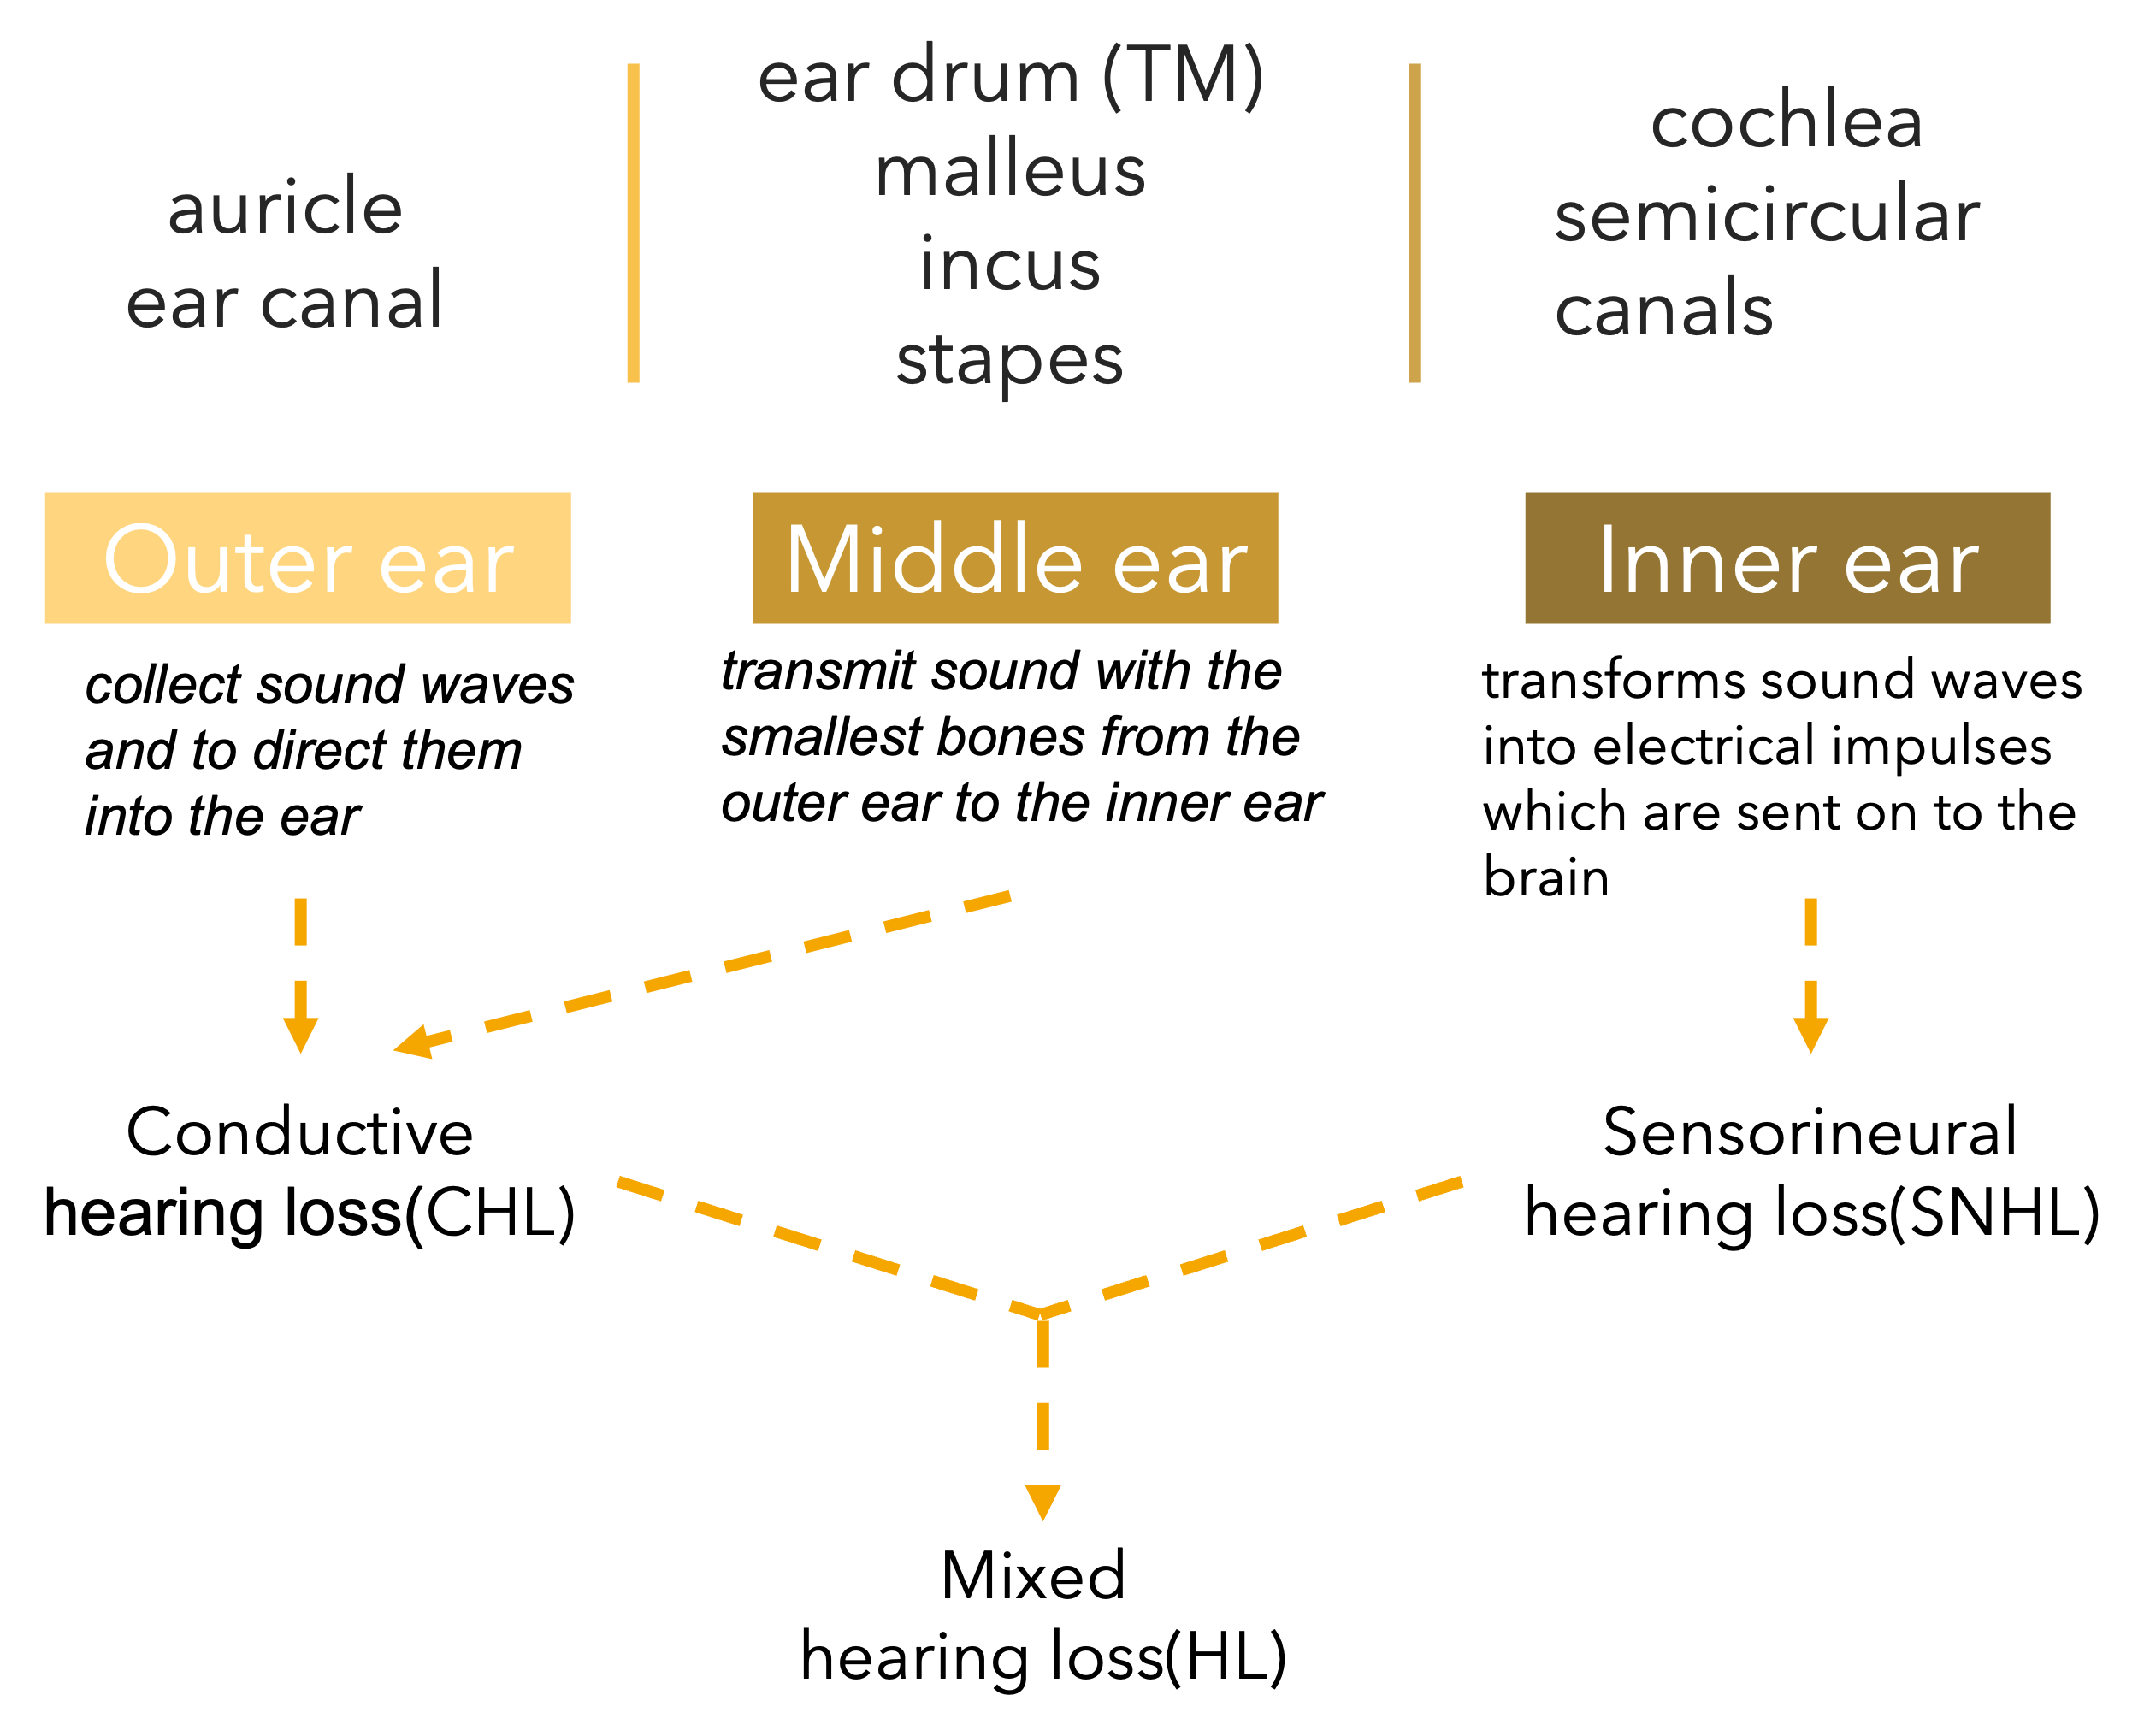 auricle
ear canal
ear drum (TM)
malleus
incus
stapes
cochlea
semicircular
canals
Outer ear
Middle ear
Inner ear
collect sound waves
and to direct them
into the ear
transmit sound with the
smallest bones from the
outer ear to the inner ear
transforms sound waves
into electrical impulses
which are sent on to the
brain
Conductive
hearing loss(CHL)
Sensorineural
hearing loss(SNHL)
Mixed
hearing loss(HL)